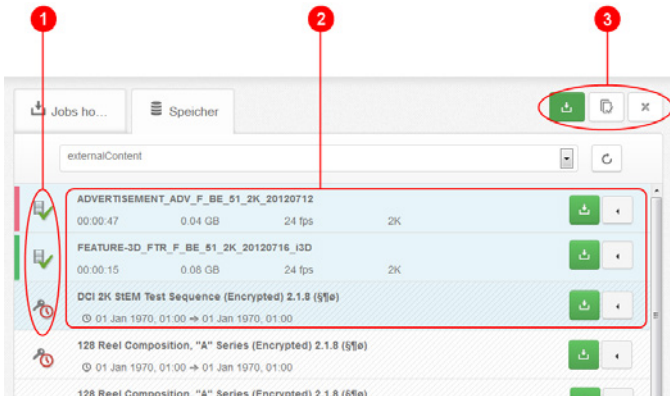 1 2 3
Jobs ho... Speicher
externalContent
ADVERTISEMENT_ADV_F_BE_51_2K_20120712
00:00:47 0.04 GB 24 fps 2K
FEATURE-3D_FTR_F_BE_51_2K_20120716_i3D
00:00:15 0.06 GB 24 fps 2K
DCI 2K StEM Test Sequence (Encrypted) 2.1.8 (§¶ø)
01 Jan 1970, 01:00 ➔ 01 Jan 1970, 01:00
128 Reel Composition, "A" Series (Encrypted) 2.1.8 (§¶ø)
01 Jan 1970, 01:00 ➔ 01 Jan 1970, 01:00
128 Reel Composition, "A" Series (Encrypted) 2.1.8 (§¶ø)